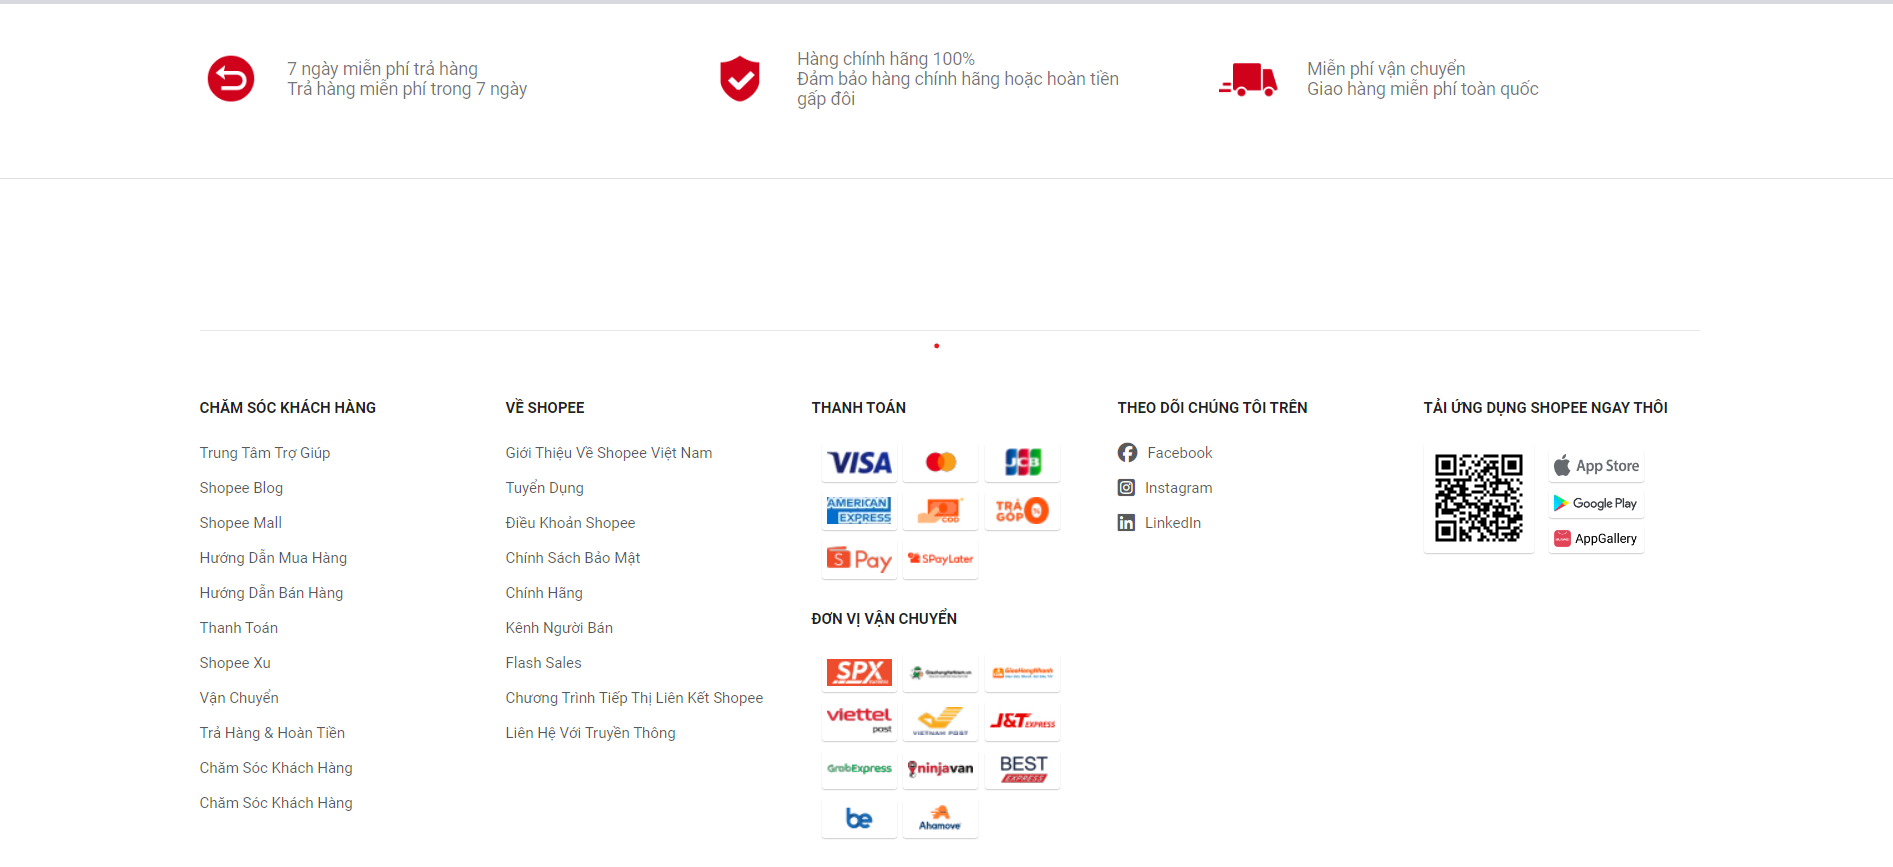 7 ngày miễn phí trả hàng
Trả hàng miễn phí trong 7 ngày
Hàng chính hãng 100%
Đảm bảo hàng chính hãng hoặc hoàn tiền
gấp đôi
Miễn phí vận chuyển
Giao hàng miễn phí toàn quốc
CHĂM SÓC KHÁCH HÀNG
Trung Tâm Trợ Giúp
Shopee Blog
Shopee Mall
Hướng Dẫn Mua Hàng
Hướng Dẫn Bán Hàng
Thanh Toán
Shopee Xu
Vận Chuyển
Trả Hàng & Hoàn Tiền
Chăm Sóc Khách Hàng
Chăm Sóc Khách Hàng
VỀ SHOPEE
Giới Thiệu Về Shopee Việt Nam
Tuyển Dụng
Điều Khoản Shopee
Chính Sách Bảo Mật
Chính Hãng
Kênh Người Bán
Flash Sales
Chương Trình Tiếp Thị Liên Kết Shopee
Liên Hệ Với Truyền Thông
THANH TOÁN
VISA
JCB
AMERICAN
EXPRESS
COD
TRẢ
GÓP 0%
S Pay
SPayLater
ĐƠN VỊ VẬN CHUYỂN
SPX
GiaoHangNhanh
viettel
post
VIETNAM POST
J&T EXPRESS
GrabExpress
ninjavan
BEST
EXPRESS
be
Ahamove
THEO DÕI CHÚNG TÔI TRÊN
Facebook
Instagram
LinkedIn
TẢI ỨNG DỤNG SHOPEE NGAY THÔI
App Store
Google Play
AppGallery